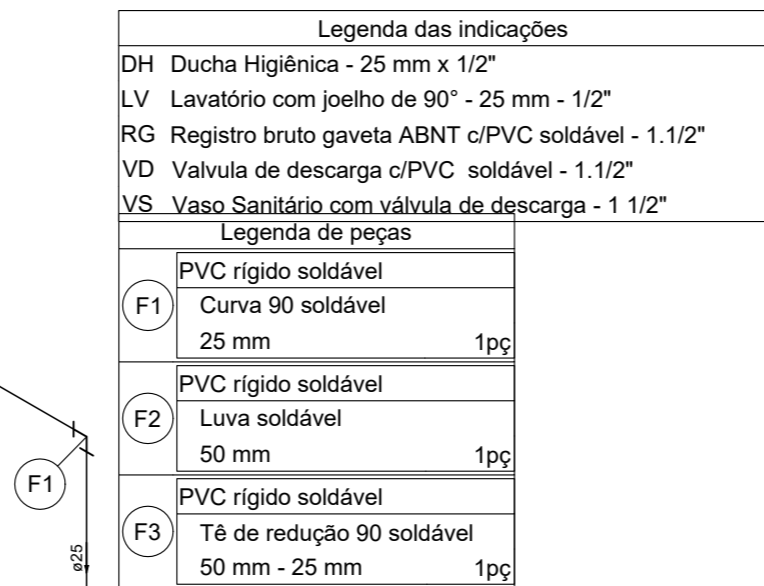 Legenda das indicações
DH Ducha Higiênica - 25 mm x 1/2"
LV Lavatório com joelho de 90° - 25 mm - 1/2"
RG Registro bruto gaveta ABNT c/PVC soldável - 1.1/2"
VD Valvula de descarga c/PVC soldável - 1.1/2"
VS Vaso Sanitário com válvula de descarga - 1 1/2"
Legenda de peças
PVC rígido soldável
F1 Curva 90 soldável
25 mm 1pç
PVC rígido soldável
F2 Luva soldável
50 mm 1pç
PVC rígido soldável
F3 Tê de redução 90 soldável
50 mm - 25 mm 1pç
F1
ø25